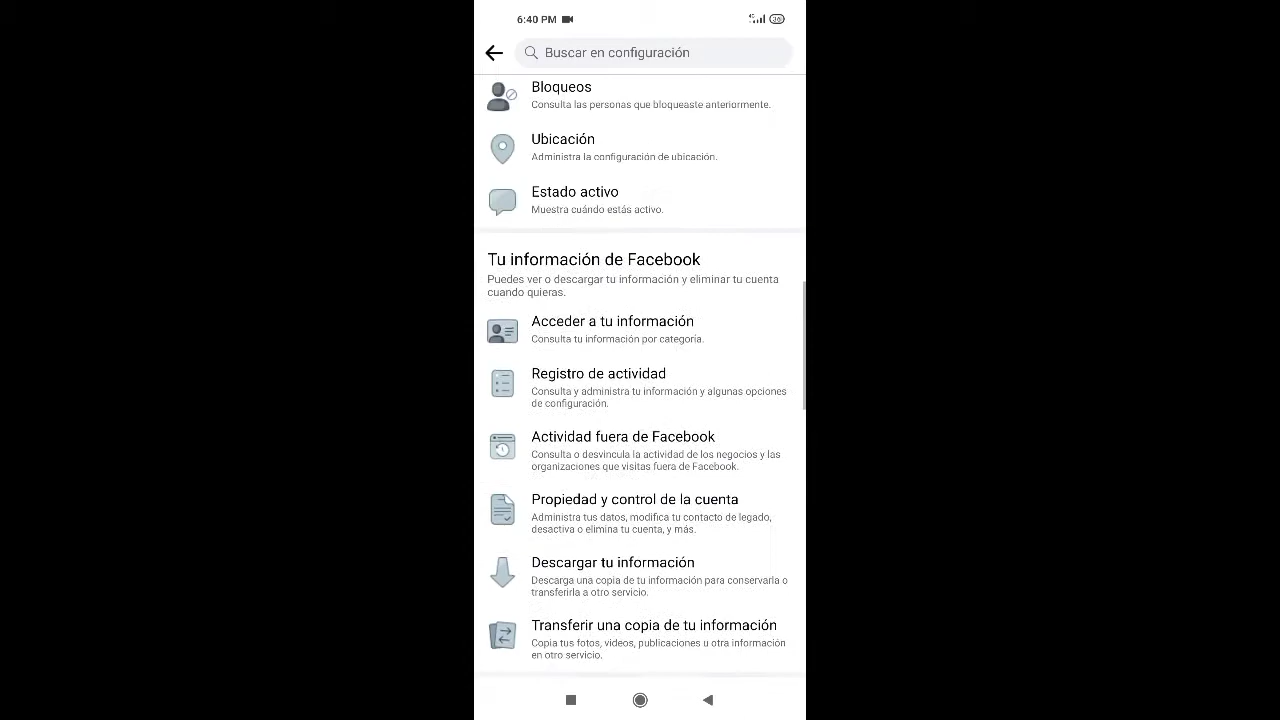 6:40 PM
4G 36
Buscar en configuración
Bloqueos
Consulta las personas que bloqueaste anteriormente.
Ubicación
Administra la configuración de ubicación.
Estado activo
Muestra cuándo estás activo.
Tu información de Facebook
Puedes ver o descargar tu información y eliminar tu cuenta
cuando quieras.
Acceder a tu información
Consulta tu información por categoría.
Registro de actividad
Consulta y administra tu información y algunas opciones
de configuración.
Actividad fuera de Facebook
Consulta o desvincula la actividad de los negocios y las
organizaciones que visitas fuera de Facebook.
Propiedad y control de la cuenta
Administra tus datos, modifica tu contacto de legado,
desactiva o elimina tu cuenta, y más.
Descargar tu información
Descarga una copia de tu información para conservarla o
transferirla a otro servicio.
Transferir una copia de tu información
Copia tus fotos, videos, publicaciones u otra información
en otro servicio.